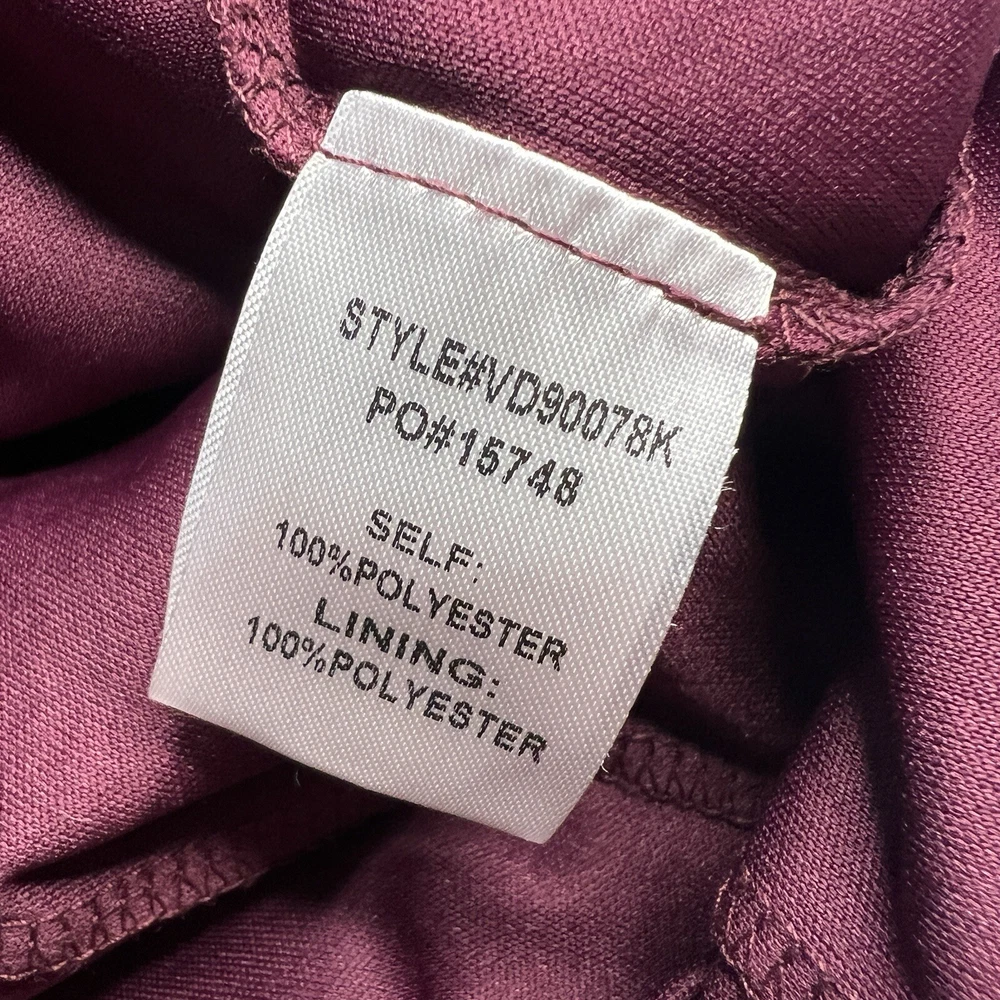 STYLE#VD90078K
PO#15748
SELF:
100%POLYESTER
LINING:
100%POLYESTER